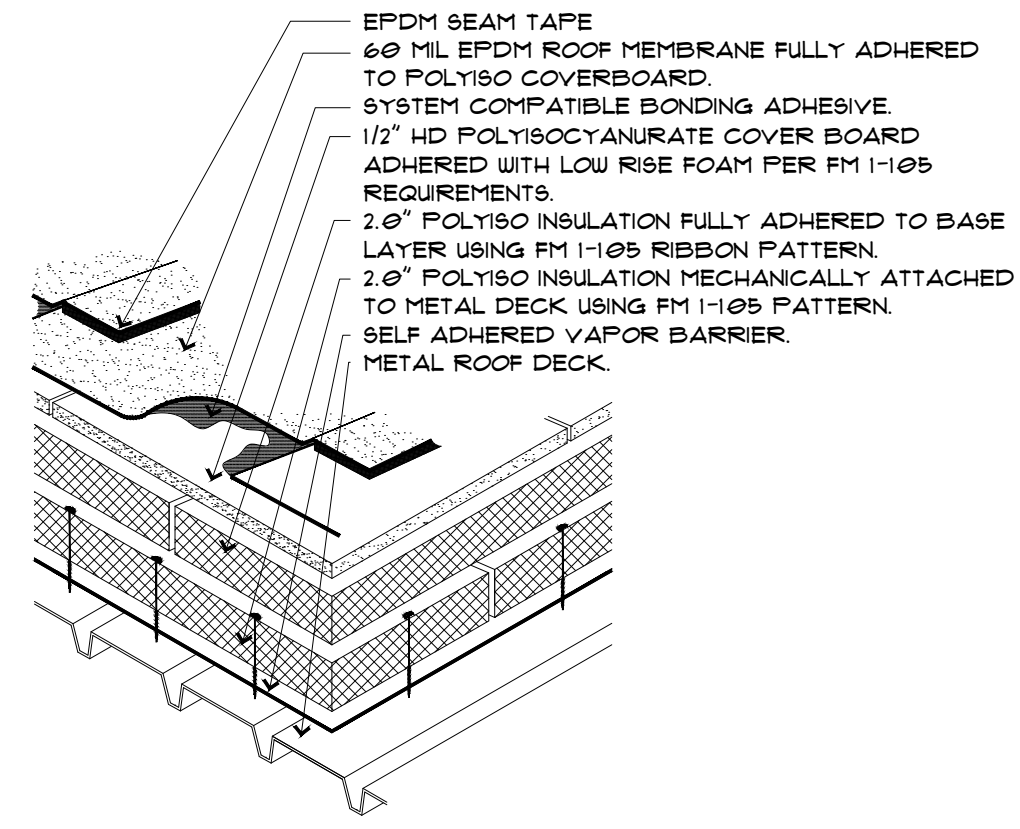 EPDM SEAM TAPE
60 MIL EPDM ROOF MEMBRANE FULLY ADHERED
TO POLYISO COVERBOARD.
SYSTEM COMPATIBLE BONDING ADHESIVE.
1/2" HD POLYISOCYANURATE COVER BOARD
ADHERED WITH LOW RISE FOAM PER FM 1-105
REQUIREMENTS.
2.0" POLYISO INSULATION FULLY ADHERED TO BASE
LAYER USING FM 1-105 RIBBON PATTERN.
2.0" POLYISO INSULATION MECHANICALLY ATTACHED
TO METAL DECK USING FM 1-105 PATTERN.
SELF ADHERED VAPOR BARRIER.
METAL ROOF DECK.